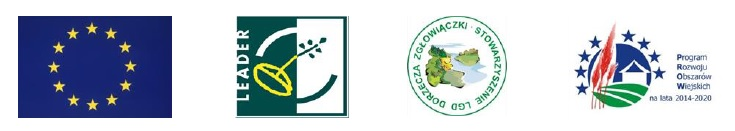 LEADER
STOWARZYSZENIE LGD DORZECZA ZGŁOWIĄCZKI
Program
Rozwoju
Obszarów
Wiejskich
na lata 2014-2020